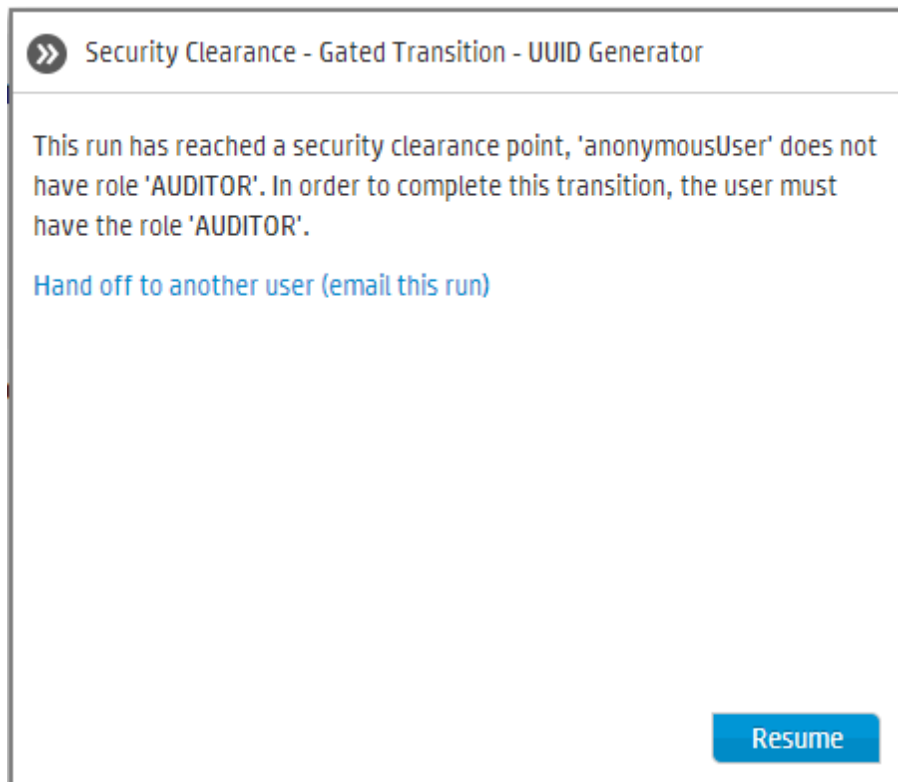 Security Clearance - Gated Transition - UUID Generator
This run has reached a security clearance point, 'anonymousUser' does not
have role 'AUDITOR'. In order to complete this transition, the user must
have the role 'AUDITOR'.
Hand off to another user (email this run)
Resume